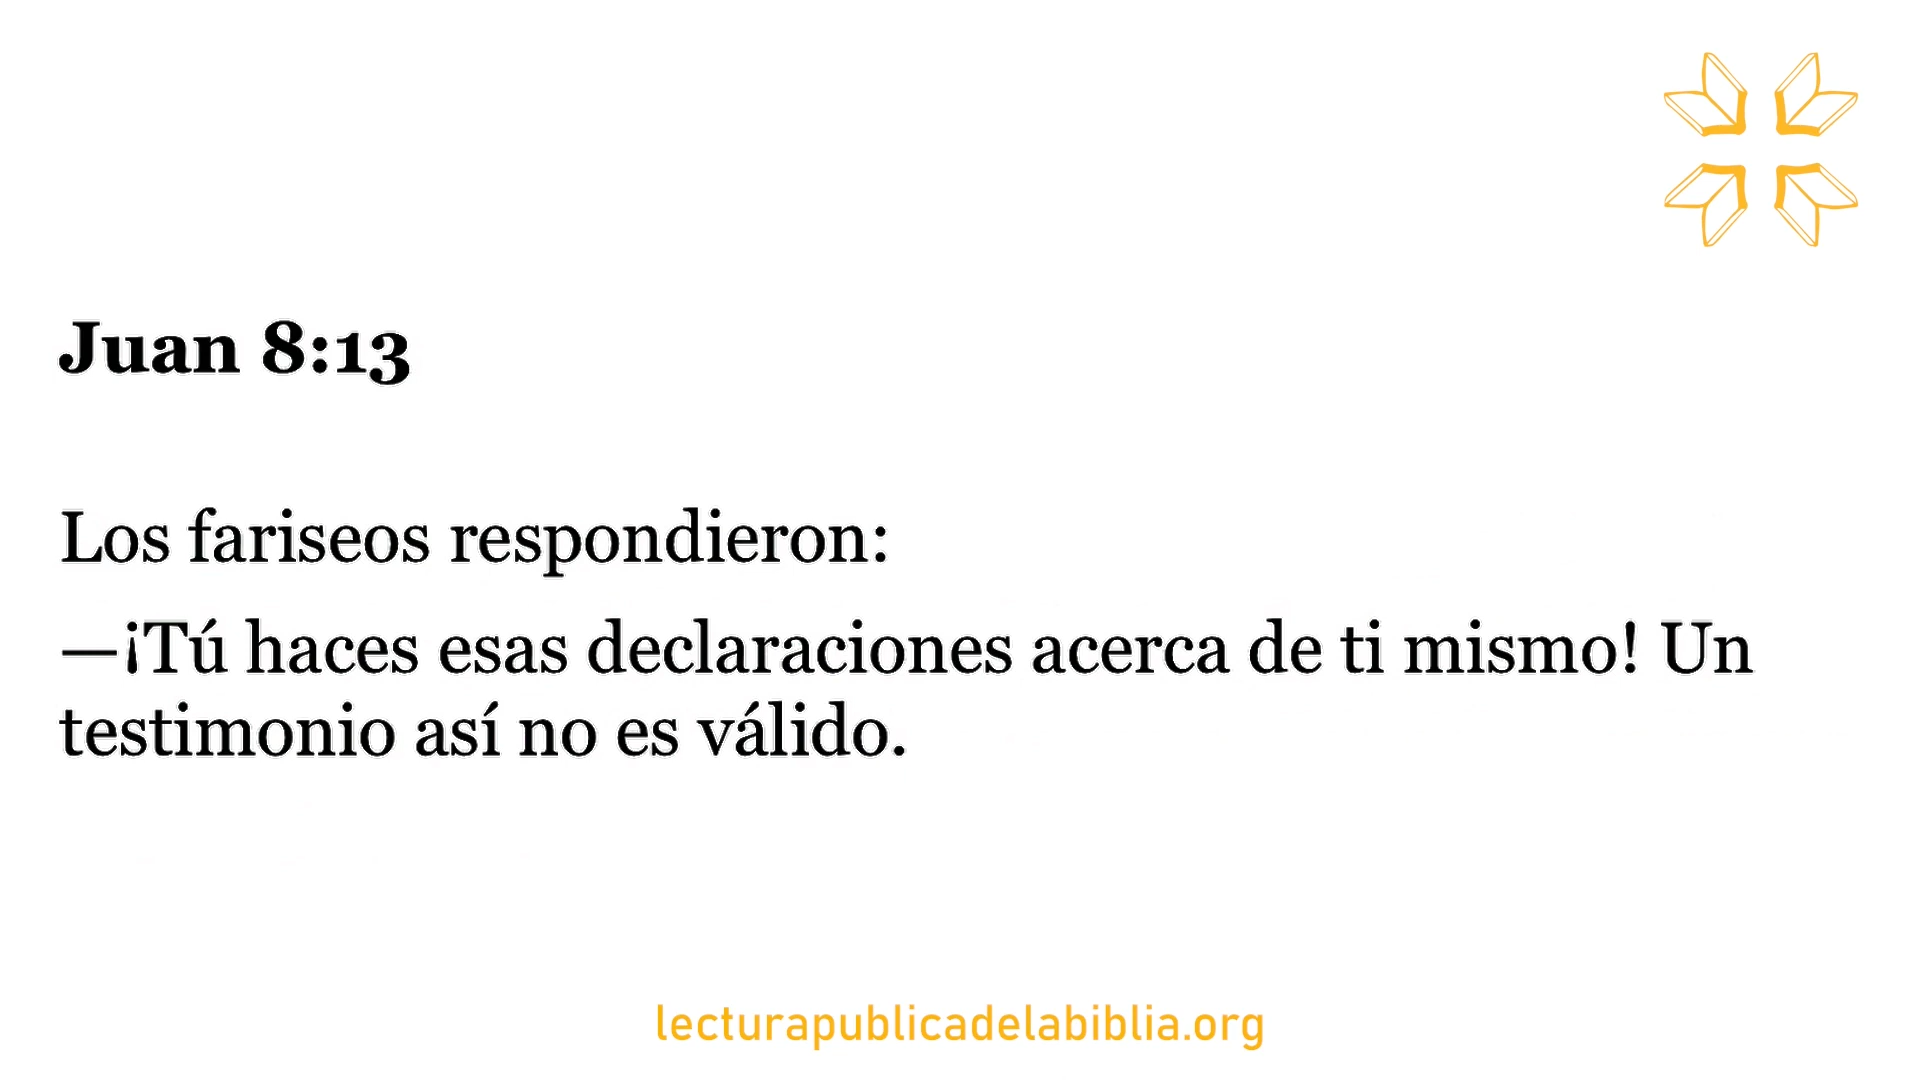 Juan 8:13
Los fariseos respondieron:
—¡Tú haces esas declaraciones acerca de ti mismo! Un
testimonio así no es válido.
lecturapublicadelabiblia.org